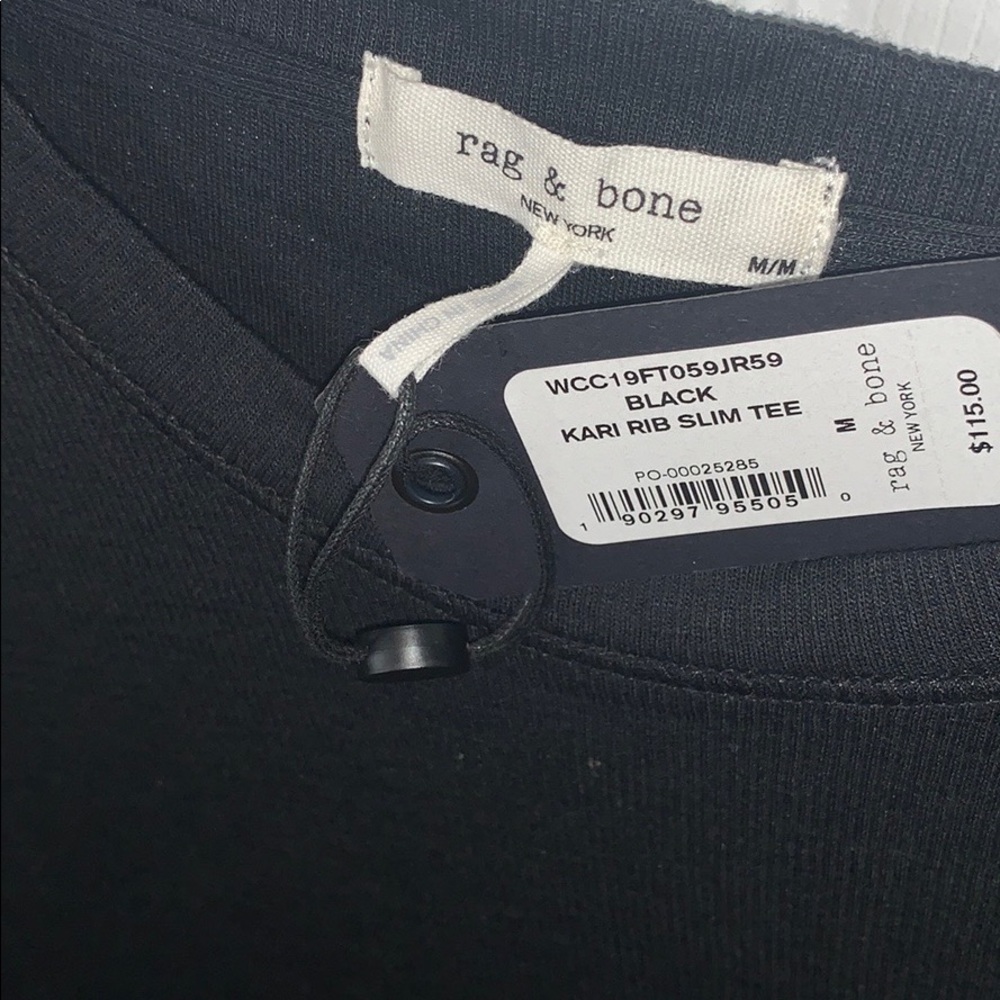 rag & bone
NEW YORK
M/M
WCC19FT059JR59
BLACK
KARI RIB SLIM TEE
PO-00025285
1 90297 95505 0
M
rag & bone
NEW YORK
$115.00